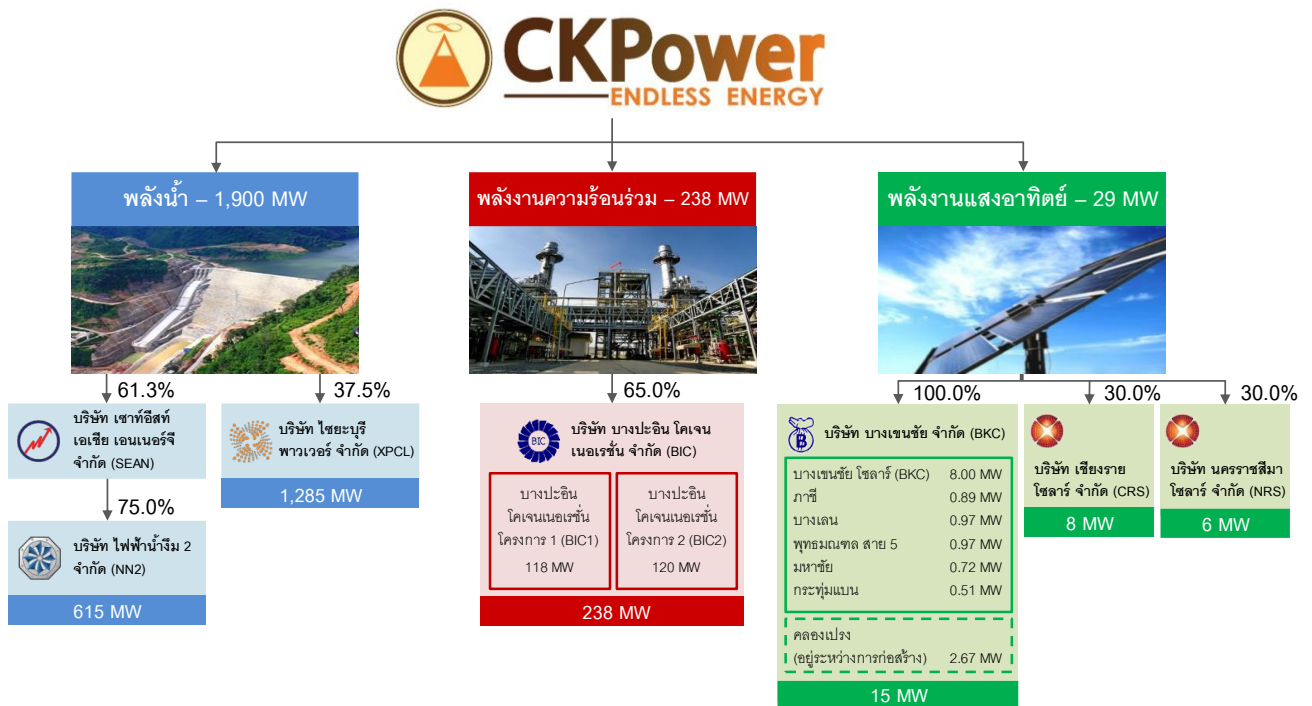 CKPower
ENDLESS ENERGY
พลังน้ำ – 1,900 MW
พลังงานความร้อนร่วม – 238 MW
พลังงานแสงอาทิตย์ – 29 MW
61.3%
37.5%
65.0%
100.0%
30.0%
30.0%
บริษัท เซาท์อีสท์
เอเชีย เอนเนอร์จี
จำกัด (SEAN)
75.0%
บริษัท ไฟฟ้าน้ำงึม 2
จำกัด (NN2)
615 MW
บริษัท ไซยะบุรี
พาวเวอร์ จำกัด (XPCL)
1,285 MW
BIC
บริษัท บางปะอิน โคเจน
เนอเรชั่น จำกัด (BIC)
บางปะอิน
โคเจนเนอเรชั่น
โครงการ 1 (BIC1)
118 MW
บางปะอิน
โคเจนเนอเรชั่น
โครงการ 2 (BIC2)
120 MW
238 MW
บริษัท บางเขนชัย จำกัด (BKC)
บางเขนชัย โซลาร์ (BKC) 8.00 MW
ภาชี 0.89 MW
บางเลน 0.97 MW
พุทธมณฑล สาย 5 0.97 MW
มหาชัย 0.72 MW
กระทุ่มแบน 0.51 MW
คลองเปรง
(อยู่ระหว่างการก่อสร้าง) 2.67 MW
15 MW
บริษัท เชียงราย
โซลาร์ จำกัด (CRS)
8 MW
บริษัท นครราชสีมา
โซลาร์ จำกัด (NRS)
6 MW